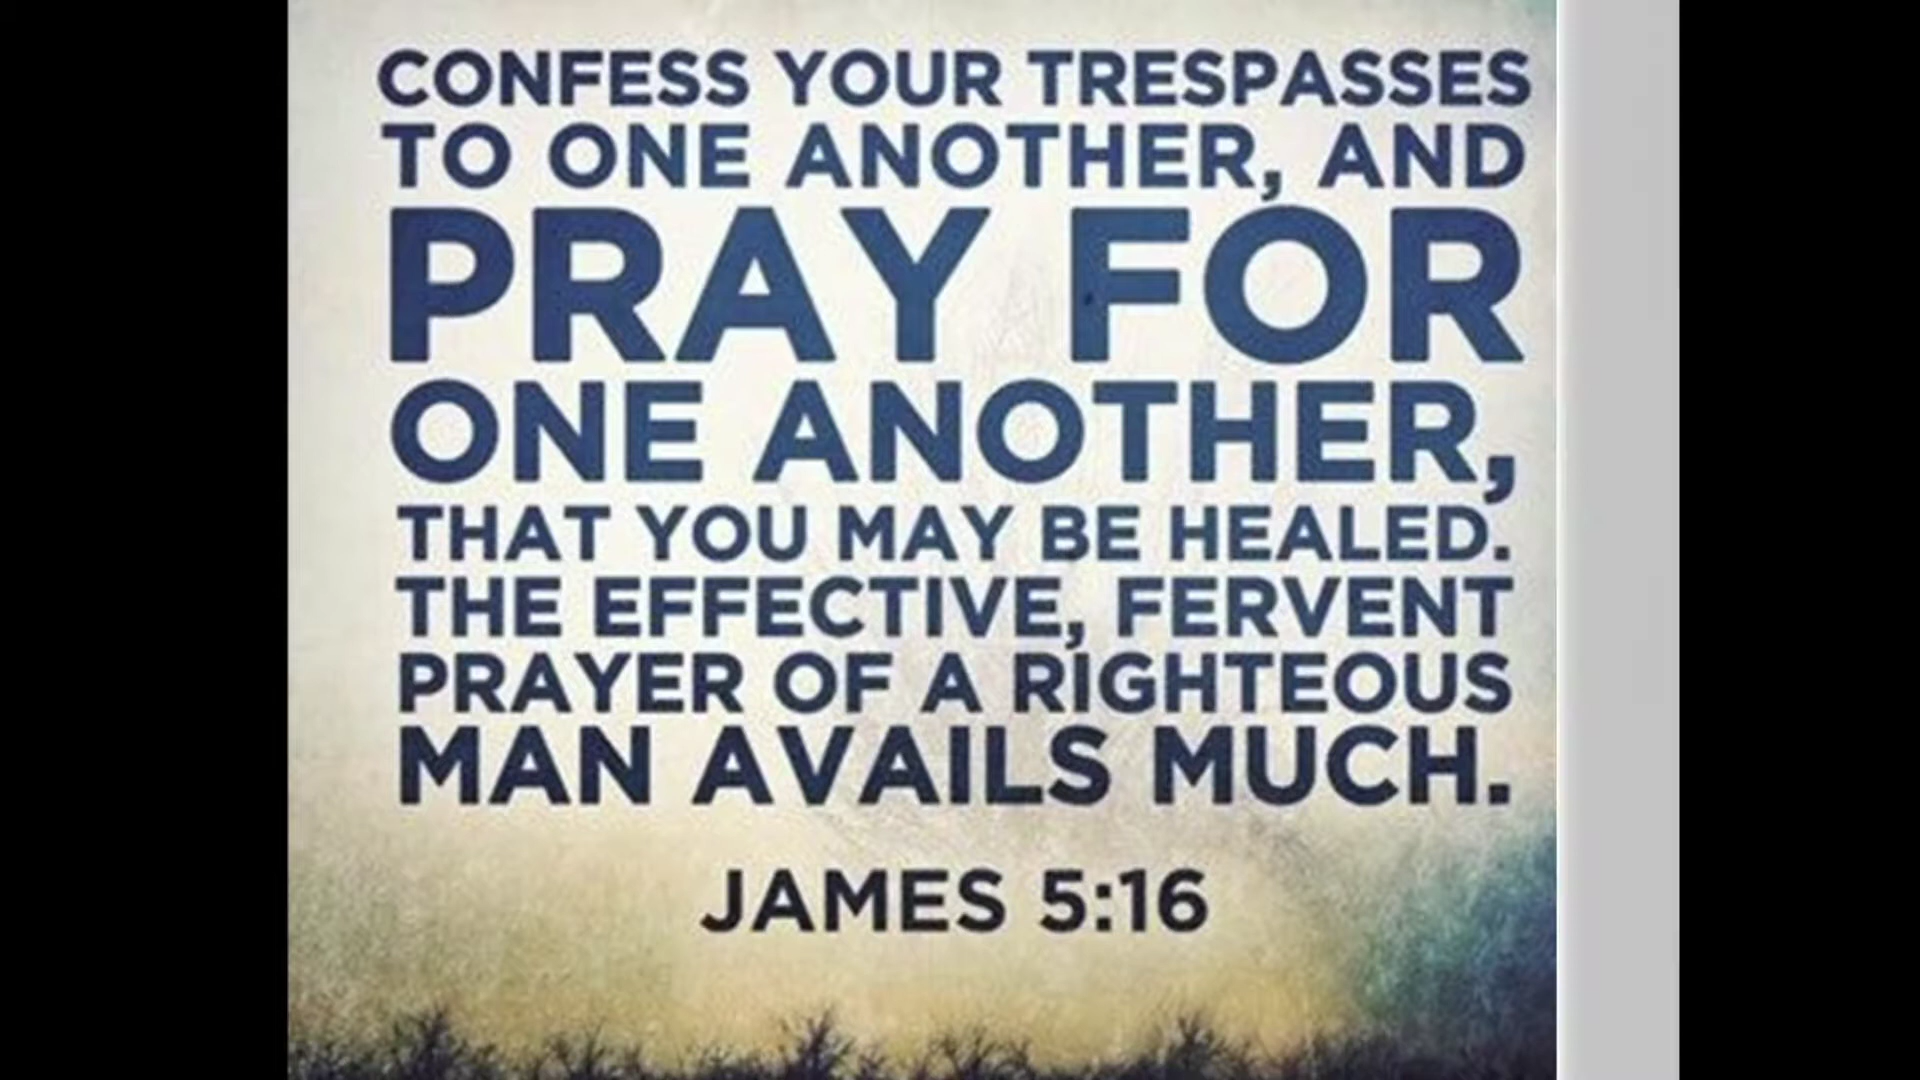 CONFESS YOUR TRESPASSES
TO ONE ANOTHER, AND
PRAY FOR
ONE ANOTHER,
THAT YOU MAY BE HEALED.
THE EFFECTIVE, FERVENT
PRAYER OF A RIGHTEOUS
MAN AVAILS MUCH.
JAMES 5:16